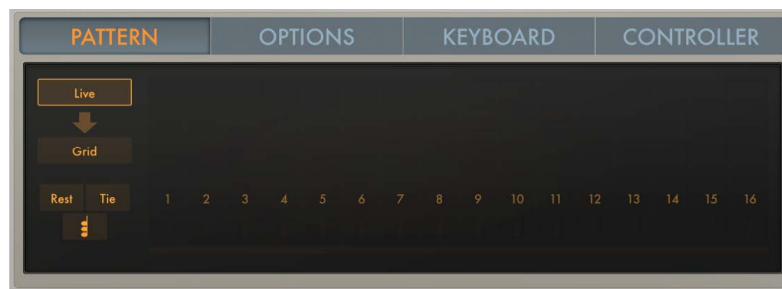 PATTERN OPTIONS KEYBOARD CONTROLLER
Live
Grid
Rest Tie 1 2 3 4 5 6 7 8 9 10 11 12 13 14 15 16